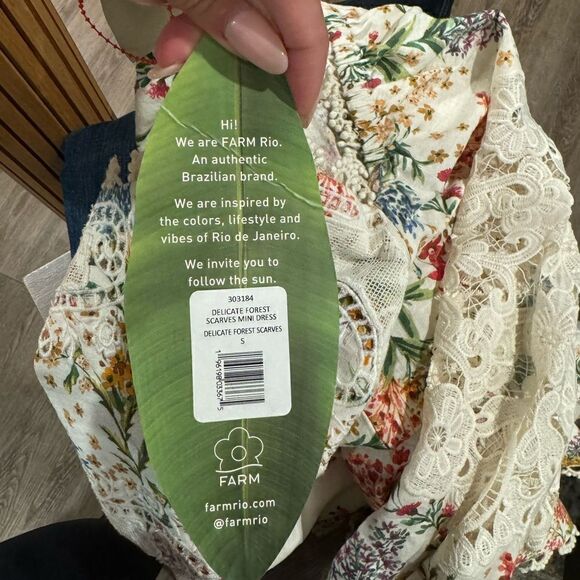 Hi!
We are FARM Rio.
An authentic
Brazilian brand.
We are inspired by
the colors, lifestyle and
vibes of Rio de Janeiro.
We invite you to
follow the sun.
303184
DELICATE FOREST
SCARVES MINI DRESS
DELICATE FOREST SCARVES
S
FARM
farmrio.com
@farmrio